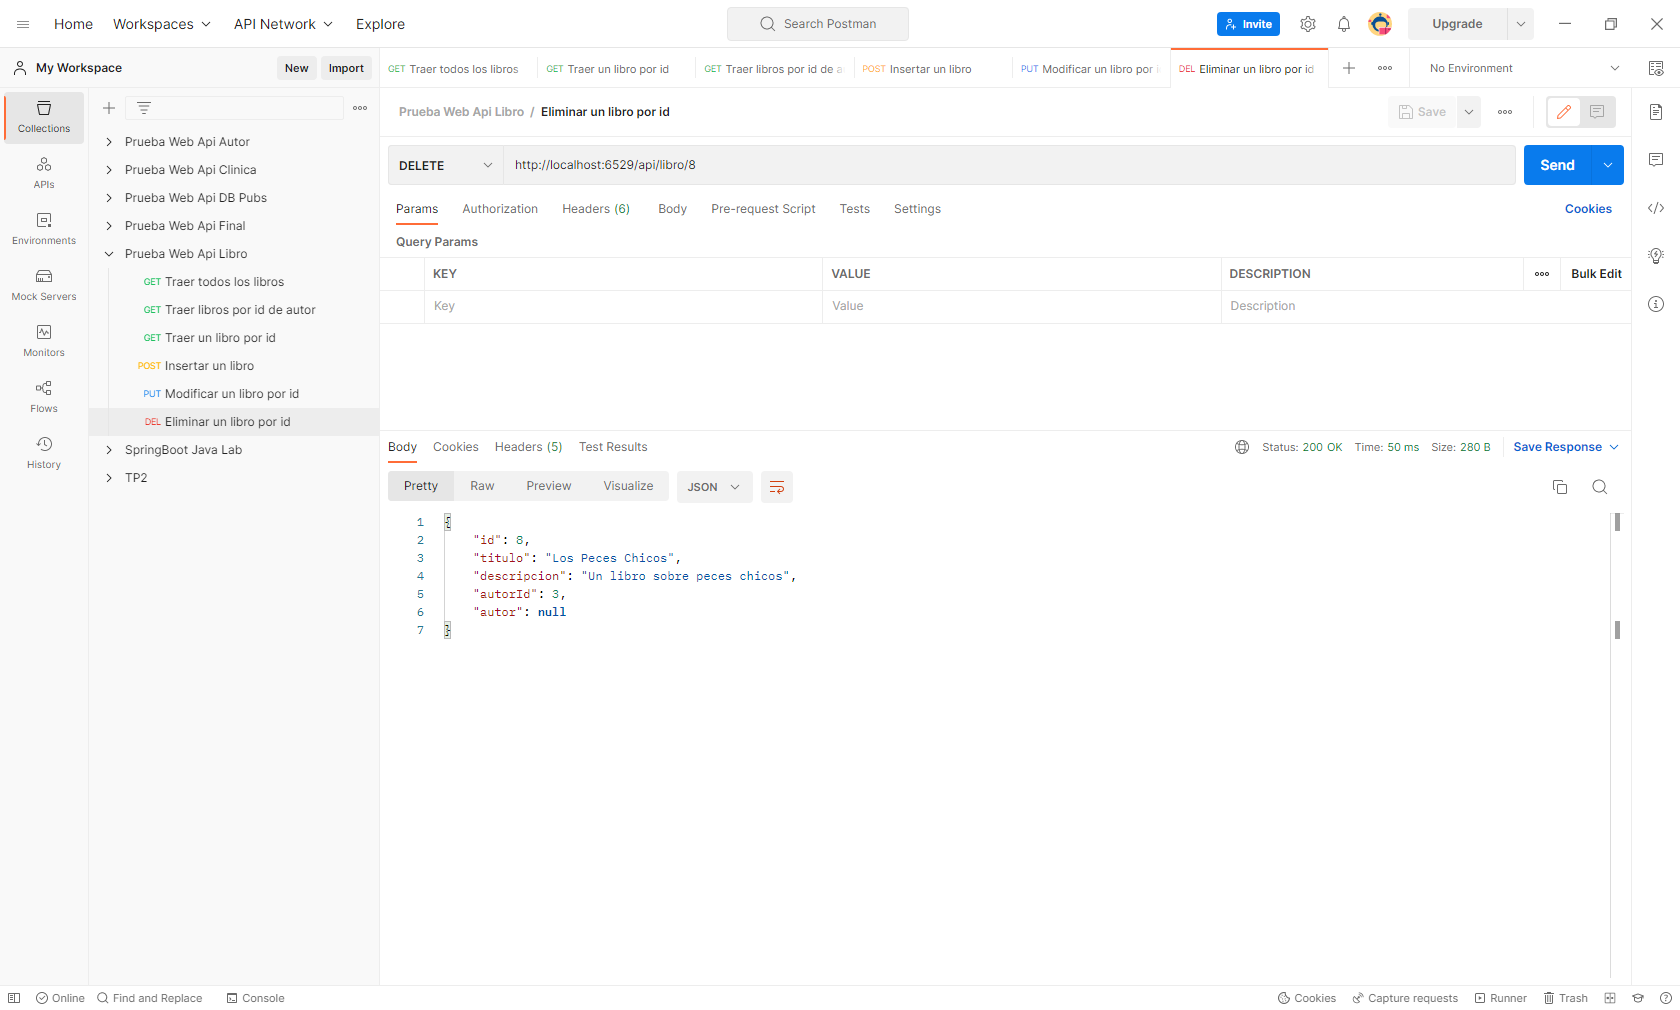 Home Workspaces API Network Explore Search Postman Invite Upgrade
My Workspace New Import
GET Traer todos los libros GET Traer un libro por id GET Traer libros por id de a POST Insertar un libro PUT Modificar un libro por DEL Eliminar un libro por id No Environment
Collections
APIs
Environments
Mock Servers
Monitors
Flows
History
Prueba Web Api Autor
Prueba Web Api Clinica
Prueba Web Api DB Pubs
Prueba Web Api Final
Prueba Web Api Libro
GET Traer todos los libros
GET Traer libros por id de autor
GET Traer un libro por id
POST Insertar un libro
PUT Modificar un libro por id
DEL Eliminar un libro por id
SpringBoot Java Lab
TP2
Prueba Web Api Libro / Eliminar un libro por id Save
DELETE http://localhost:6529/api/libro/8 Send
Params Authorization Headers (6) Body Pre-request Script Tests Settings Cookies
Query Params
KEY VALUE DESCRIPTION Bulk Edit
Key Value Description
Body Cookies Headers (5) Test Results Status: 200 OK Time: 50 ms Size: 280 B Save Response
Pretty Raw Preview Visualize JSON
1 {
2 "id": 8,
3 "titulo": "Los Peces Chicos",
4 "descripcion": "Un libro sobre peces chicos",
5 "autorId": 3,
6 "autor": null
7 }
Online Find and Replace Console Cookies Capture requests Runner Trash